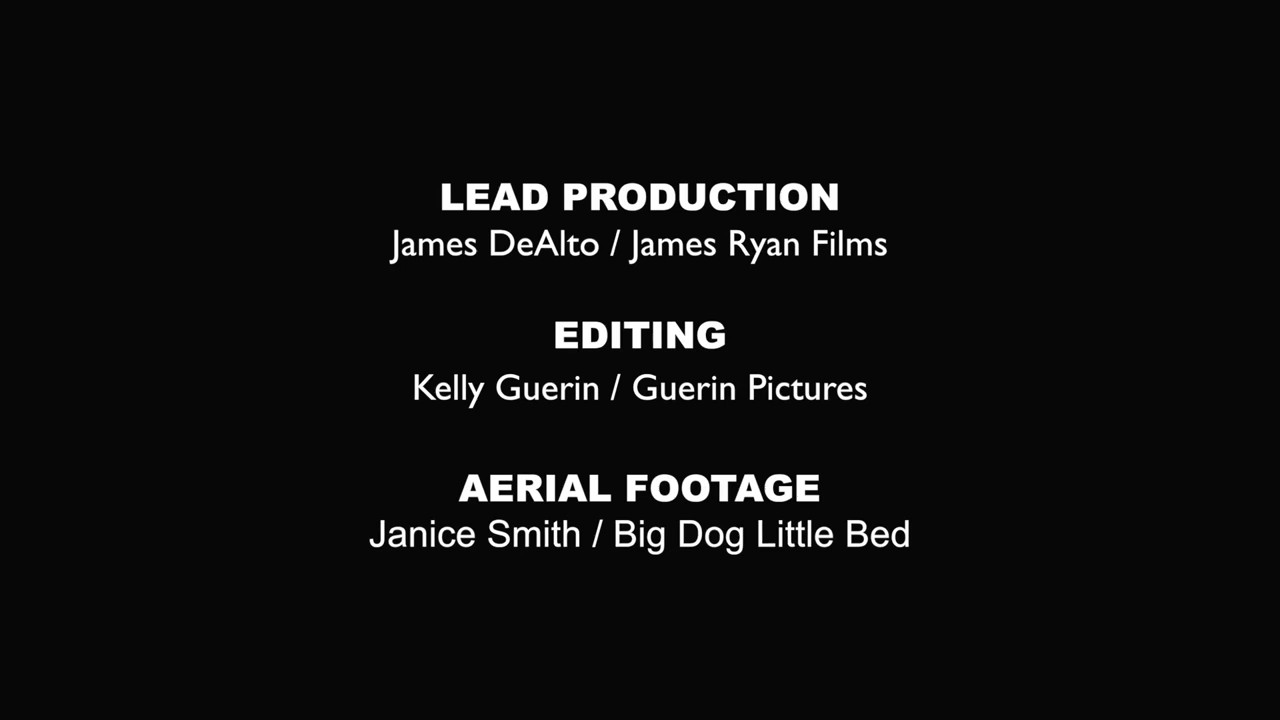 LEAD PRODUCTION
James DeAlto / James Ryan Films
EDITING
Kelly Guerin / Guerin Pictures
AERIAL FOOTAGE
Janice Smith / Big Dog Little Bed